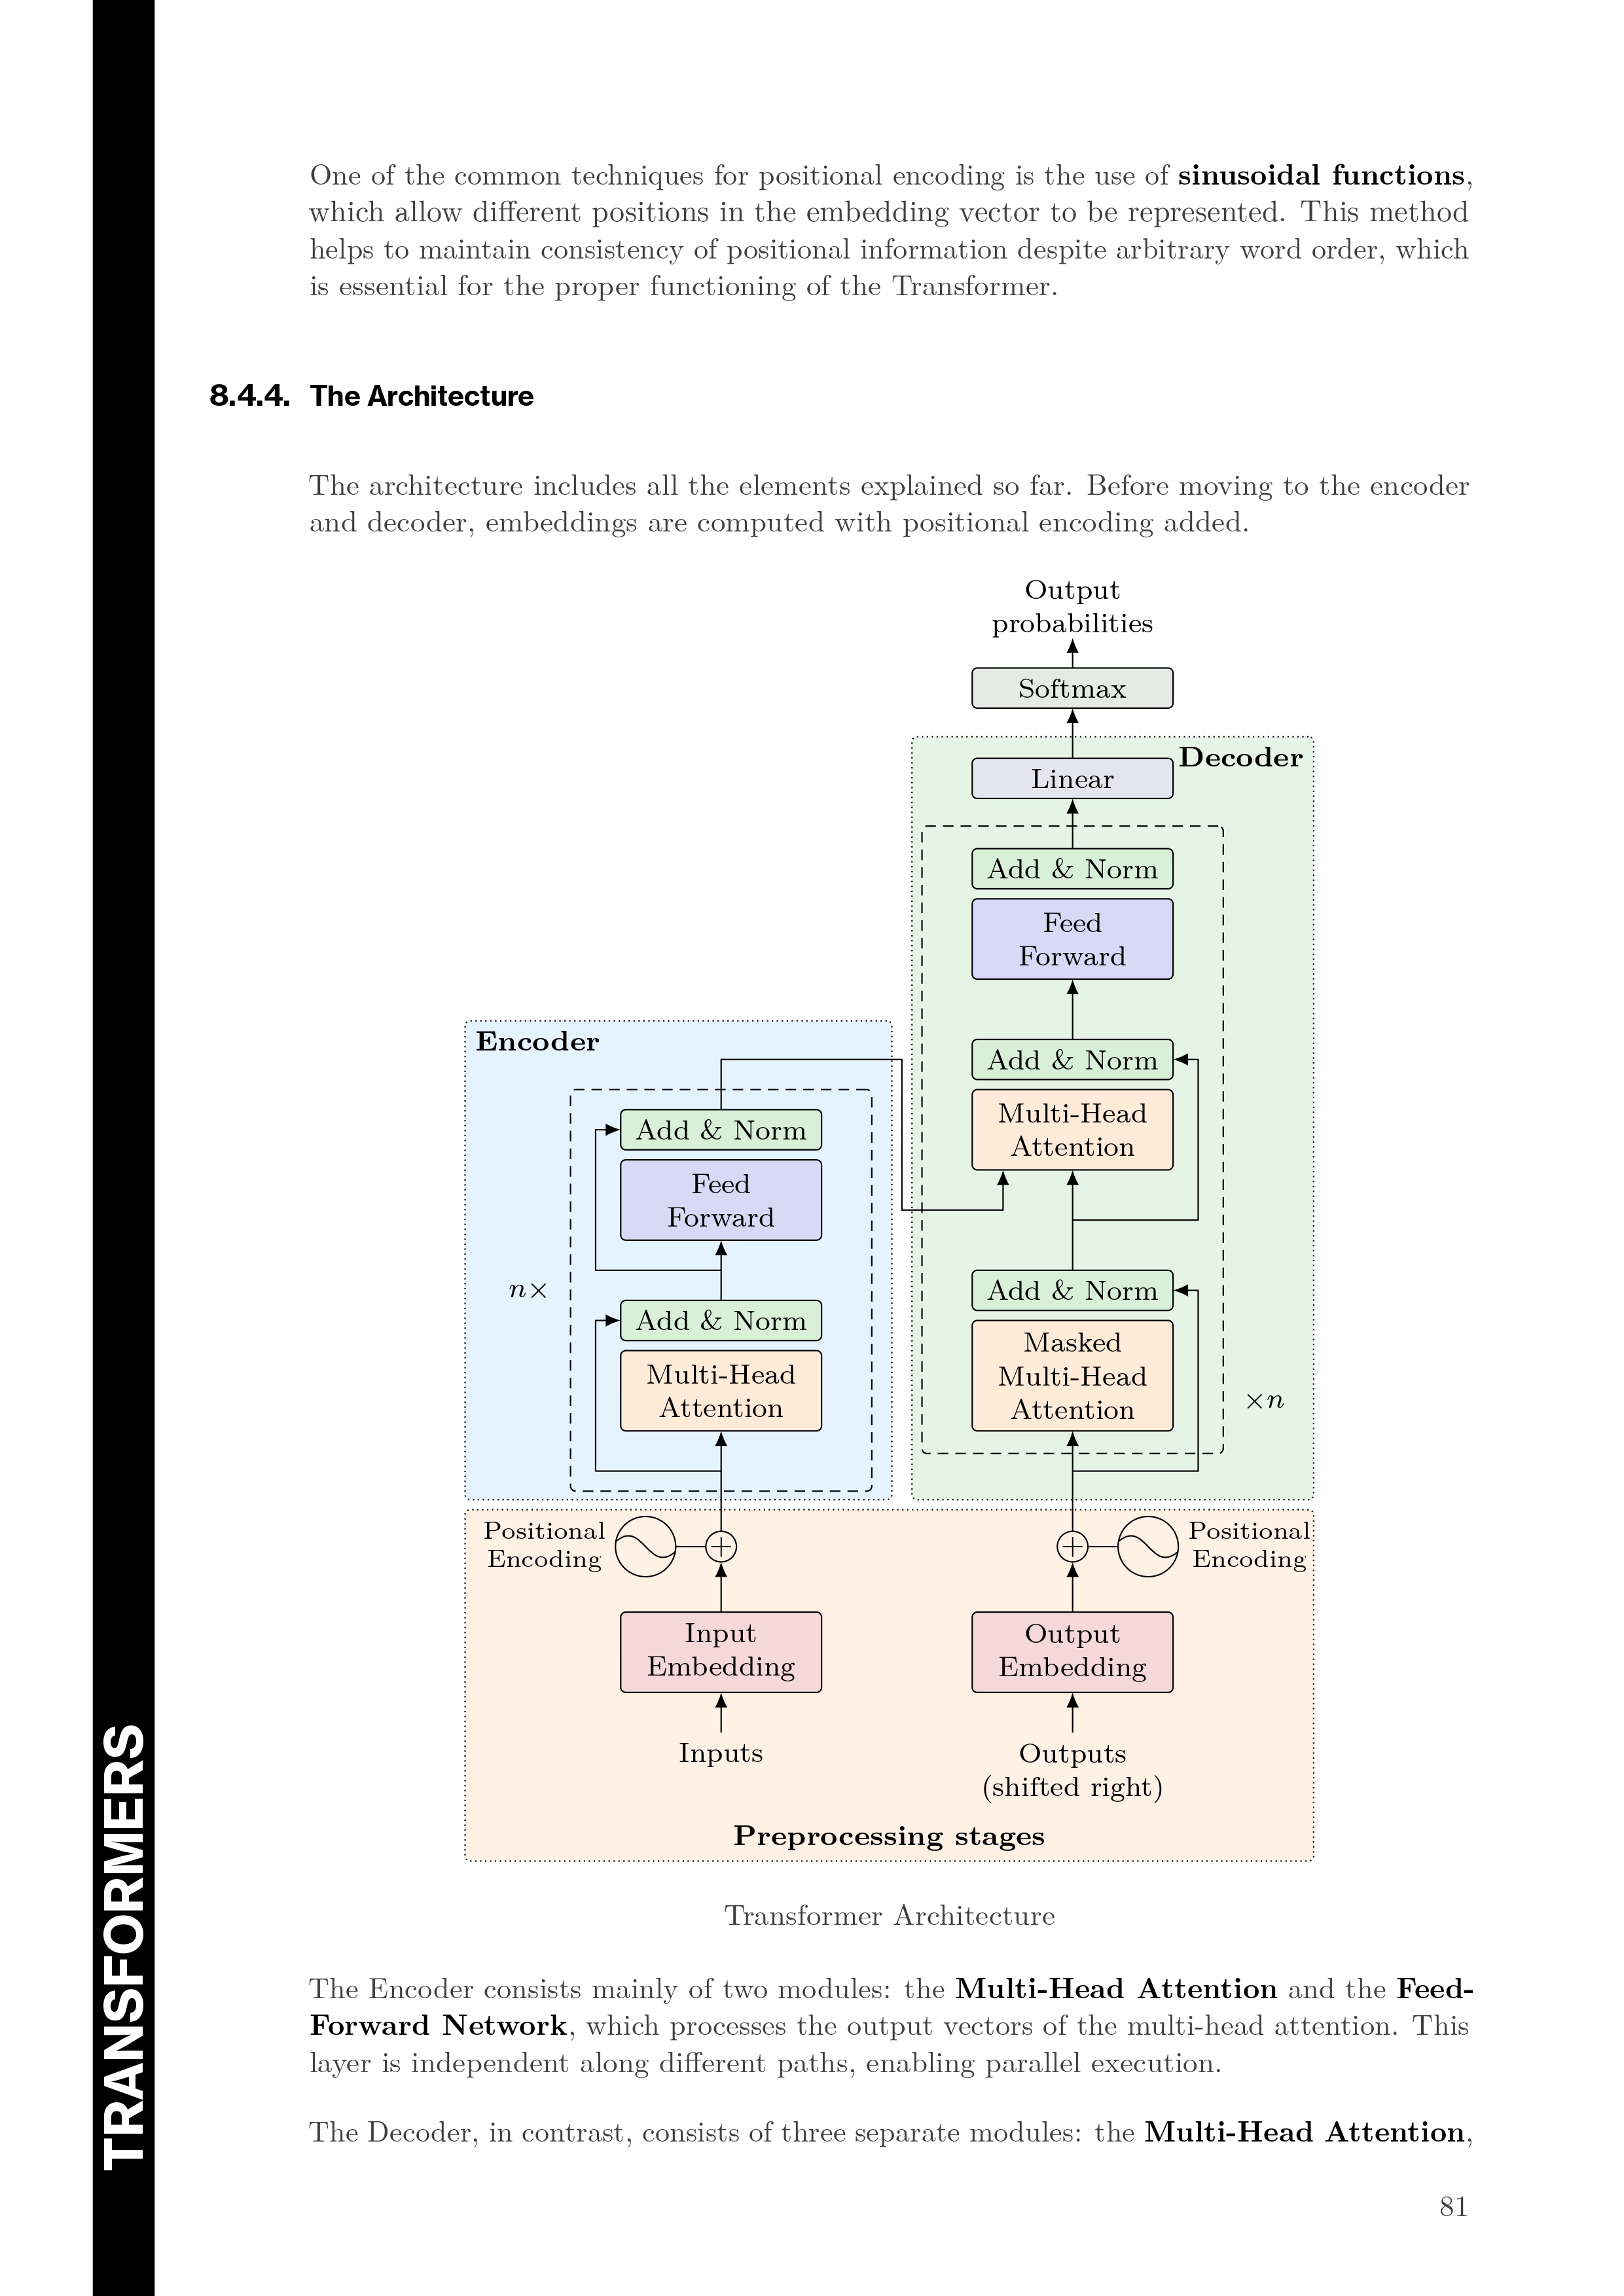 One of the common techniques for positional encoding is the use of sinusoidal functions,
which allow different positions in the embedding vector to be represented. This method
helps to maintain consistency of positional information despite arbitrary word order, which
is essential for the proper functioning of the Transformer.
8.4.4. The Architecture
The architecture includes all the elements explained so far. Before moving to the encoder
and decoder, embeddings are computed with positional encoding added.
Output
probabilities
Softmax
Decoder
Linear
Add & Norm
Feed
Forward
Add & Norm
Multi-Head
Attention
Add & Norm
Masked
Multi-Head
Attention
×n
Encoder
Add & Norm
Feed
Forward
n×
Add & Norm
Multi-Head
Attention
Positional
Encoding
+
+
Positional
Encoding
Input
Embedding
Output
Embedding
Inputs
Outputs
(shifted right)
Preprocessing stages
Transformer Architecture
The Encoder consists mainly of two modules: the Multi-Head Attention and the Feed-
Forward Network, which processes the output vectors of the multi-head attention. This
layer is independent along different paths, enabling parallel execution.
The Decoder, in contrast, consists of three separate modules: the Multi-Head Attention,
81
TRANSFORMERS